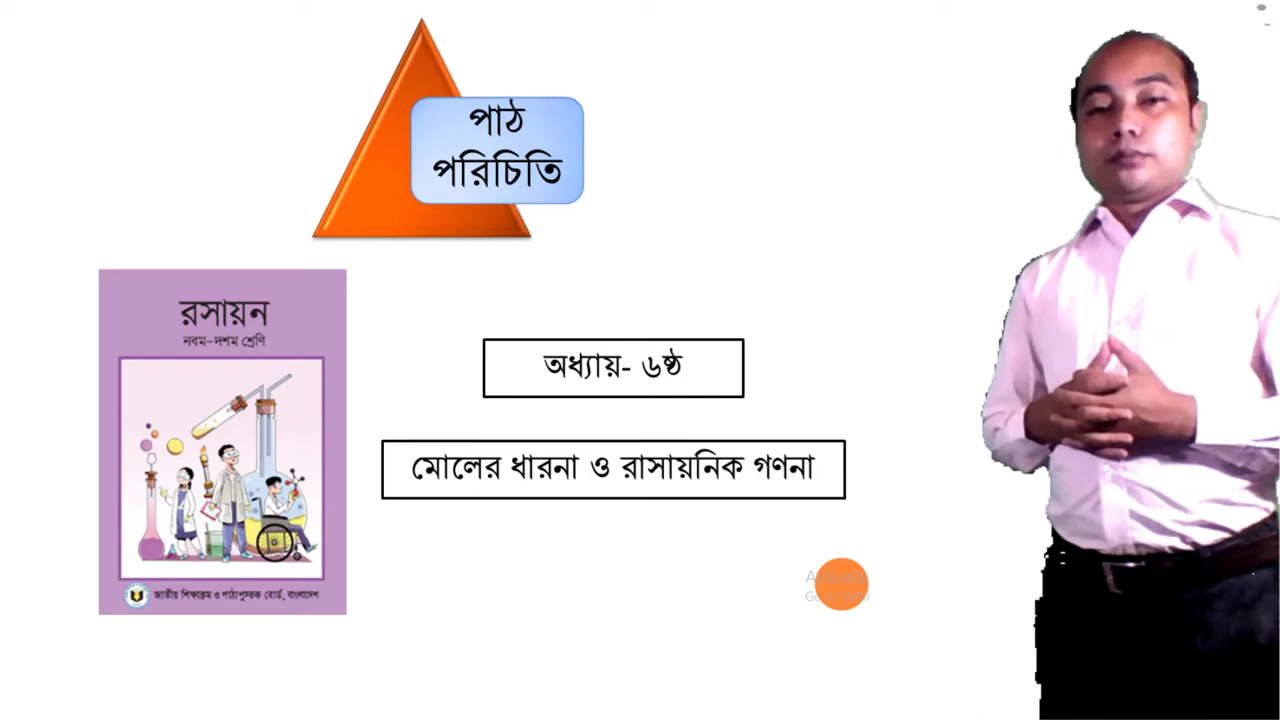 পাঠ
পরিচিতি
রসায়ন
নবম-দশম শ্রেণি
অধ্যায়- ৬ষ্ঠ
মোলের ধারনা ও রাসায়নিক গণনা
জাতীয় শিক্ষাক্রম ও পাঠ্যপুস্তক বোর্ড, বাংলাদেশ